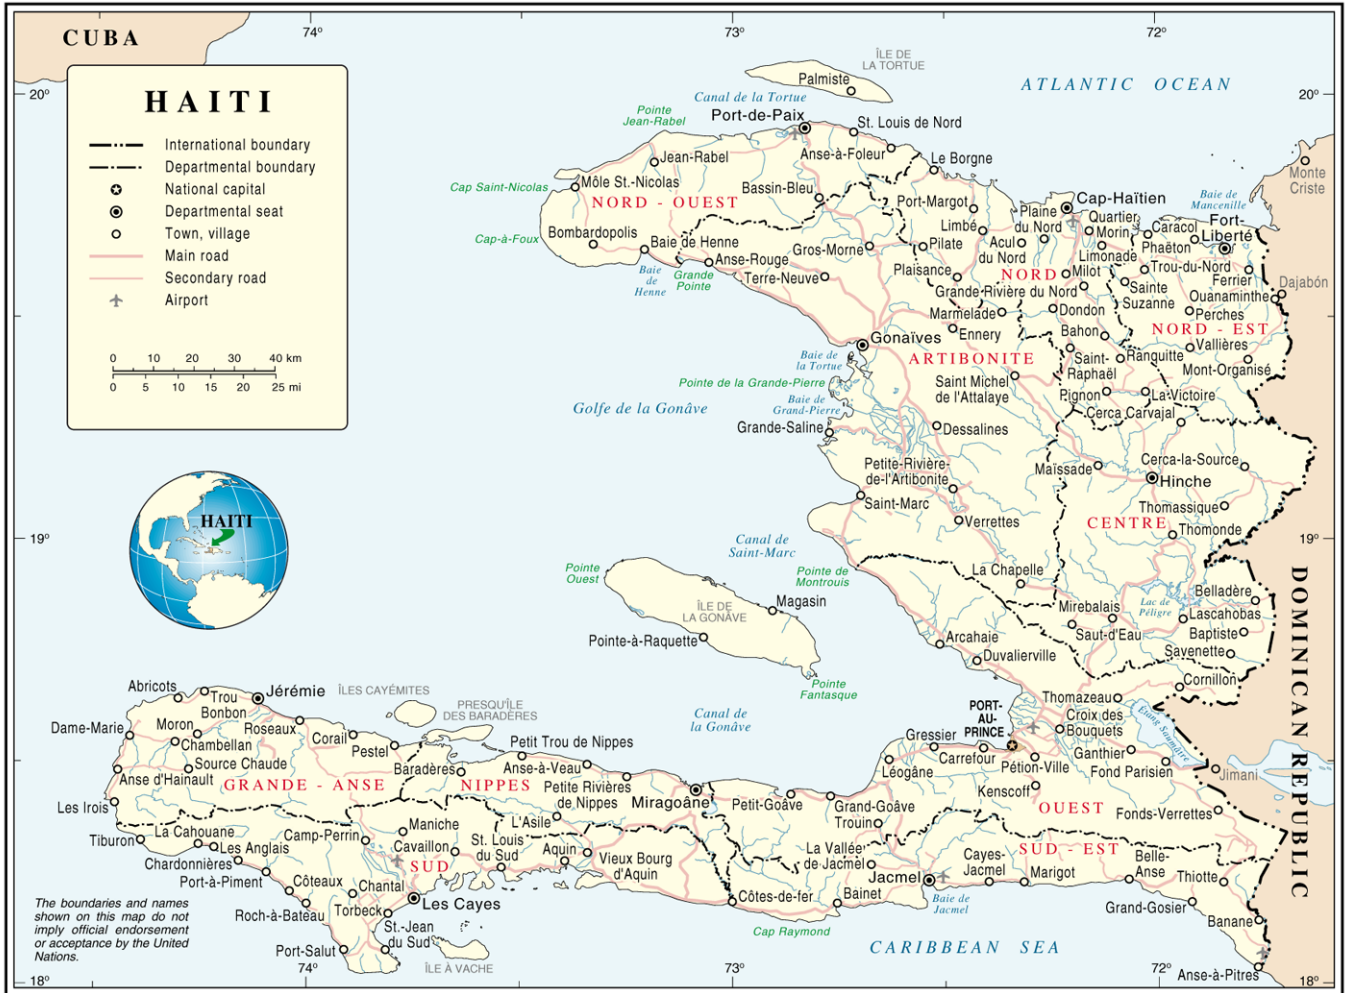 74°
73°
72°
CUBA
HAITI
International boundary
Departmental boundary
National capital
Departmental seat
Town, village
Main road
Secondary road
Airport
0 10 20 30 40 km
0 5 10 15 20 25 mi
20°
20°
ÎLE DE
LA TORTUE
Palmiste
ATLANTIC OCEAN
Canal de la Tortue
Pointe
Jean-Rabel
Port-de-Paix
St. Louis de Nord
Jean-Rabel
Anse-à-Foleur
Le Borgne
Monte
Criste
Cap Saint-Nicolas
Môle St.-Nicolas
Bassin-Bleu
NORD - OUEST
Port-Margot
Cap-Haïtien
Baie de
Mancenille
Plaine
du Nord
Quartier
Morin
Fort-
Liberté
Caracol
Cap-à-Foux
Bombardopolis
Baie de Henne
Limbé
Acul
du Nord
Limonade
Phaëton
Gros-Morne
Pilate
Anse-Rouge
Baie
de
Henne
Grande
Pointe
Terre-Neuve
Plaisance
NORD
Milot
Trou-du-Nord
Ferrier
Dajabón
Grande Rivière du Nord
Sainte
Suzanne
Ouanaminthe
Marmelade
Dondon
Perches
Gonaïves
Ennery
Bahon
NORD - EST
Baie de
la Tortue
ARTIBONITE
Saint-
Raphaël
Ranguitte
Vallières
Mont-Organisé
Pointe de la Grande-Pierre
Saint Michel
de l'Attalaye
Pignon
La Victoire
Golfe de la Gonâve
Baie de
Grand-Pierre
Cerca Carvajal
Grande-Saline
Dessalines
Petite-Rivière-
de-l'Artibonite
Maïssade
Cerca-la-Source
Hinche
Saint-Marc
Thomassique
HAITI
Verrettes
CENTRE
Thomonde
19°
19°
Canal de
Saint-Marc
Pointe
Ouest
Pointe de
Montrouis
La Chapelle
Belladère
ÎLE DE
LA GONÂVE
Magasin
Mirebalais
Lac de
Péligre
Lascahobas
Pointe-à-Raquette
Arcahaie
Saut-d'Eau
Baptiste
Savenette
Duvalierville
DOMINICAN REPUBLIC
Pointe
Fantasque
Cornillon
Abricots
Trou
Bonbon
Jérémie
ÎLES CAYÉMITES
PRESQU'ÎLE
DES BARADÈRES
Canal de
la Gonâve
PORT-
AU-
PRINCE
Thomazeau
Croix des
Bouquets
Étang Saumâtre
Dame-Marie
Moron
Roseaux
Corail
Pestel
Petit Trou de Nippes
Gressier
Carrefour
Ganthier
Chambellan
Source Chaude
Baradères
Anse-à-Veau
Léogâne
Pétion-Ville
Fond Parisien
Jimani
Anse d'Hainault
GRANDE - ANSE
NIPPES
Petite Rivières
de Nippes
Miragoâne
Petit-Goâve
Grand-Goâve
Kenscoff
OUEST
Fonds-Verrettes
Les Irois
Trouin
Tiburon
La Cahouane
Les Anglais
Camp-Perrin
Maniche
L'Asile
Cavaillon
St. Louis
du Sud
Aquin
Vieux Bourg
d'Aquin
La Vallée
de Jacmel
SUD - EST
Chardonnières
Port-à-Piment
SUD
Jacmel
Cayes-
Jacmel
Marigot
Belle-
Anse
Thiotte
Côteaux
Chantal
Les Cayes
Côtes-de-fer
Bainet
Baie de
Jacmel
Grand-Gosier
Roch-à-Bateau
Torbeck
St.-Jean
du Sud
Cap Raymond
Banane
Port-Salut
ÎLE À VACHE
CARIBBEAN SEA
Anse-à-Pitres
The boundaries and names
shown on this map do not
imply official endorsement
or acceptance by the United
Nations.
18°
74°
73°
72°
18°